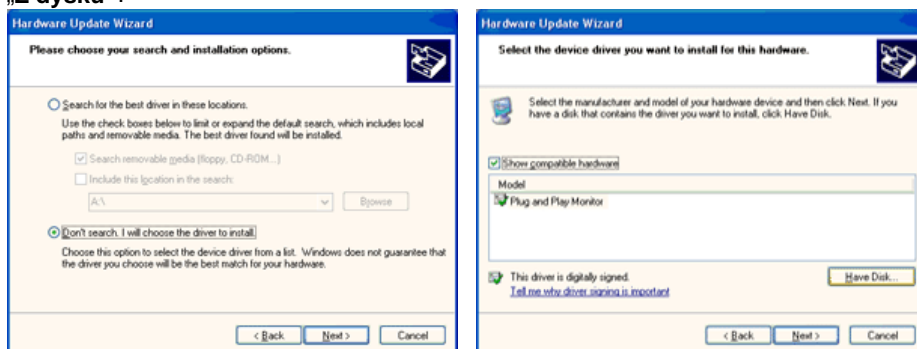 „Z dysku”.
Hardware Update Wizard
Please choose your search and installation options.
Search for the best driver in these locations.
Use the check boxes below to limit or expand the default search, which includes local
paths and removable media. The best driver found will be installed.
Search removable media (floppy, CD-ROM...)
Include this location in the search:
A:\
Browse
Don't search. I will choose the driver to install.
Choose this option to select the device driver from a list. Windows does not guarantee that
the driver you choose will be the best match for your hardware.
< Back
Next >
Cancel
Hardware Update Wizard
Select the device driver you want to install for this hardware.
Select the manufacturer and model of your hardware device and then click Next. If you
have a disk that contains the driver you want to install, click Have Disk.
Show compatible hardware
Model
Plug and Play Monitor
This driver is digitally signed.
Tell me why driver signing is important
Have Disk...
< Back
Next >
Cancel